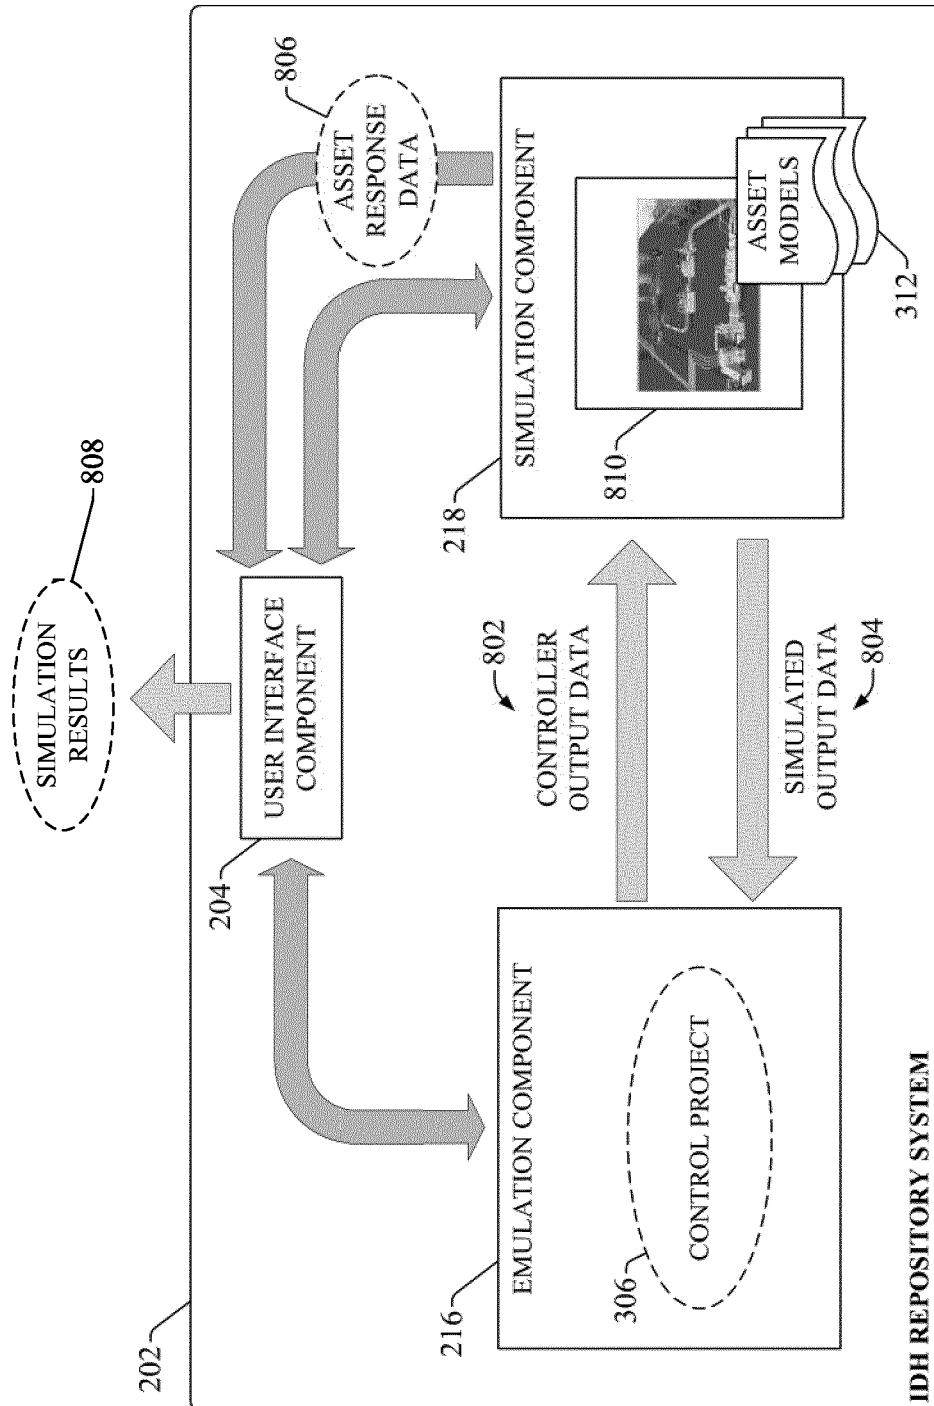 SIMULATION
RESULTS
808
202
204
USER INTERFACE
COMPONENT
806
ASSET
RESPONSE
DATA
216
EMULATION COMPONENT
306
CONTROL PROJECT
802
CONTROLLER
OUTPUT DATA
SIMULATED
OUTPUT DATA
804
218
SIMULATION COMPONENT
810
ASSET
MODELS
312
IDH REPOSITORY SYSTEM